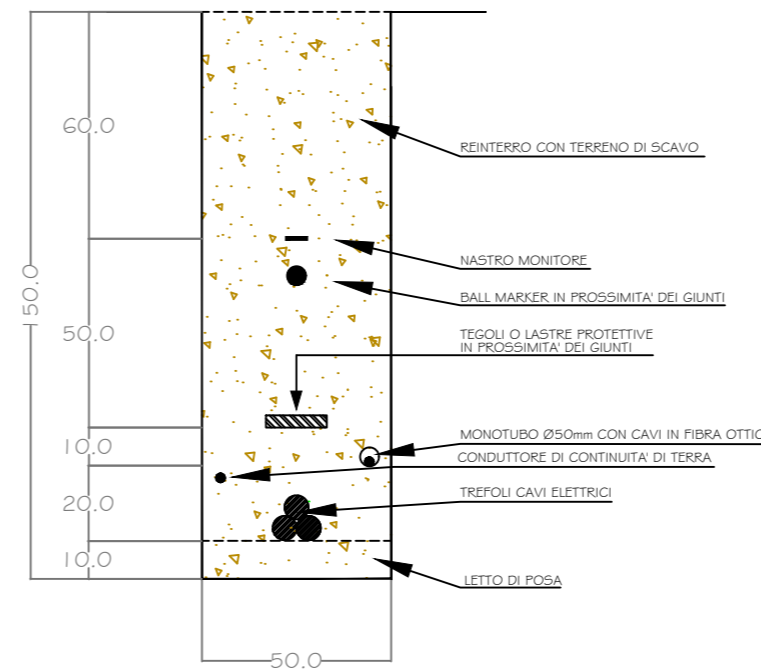 60.0
REINTERRO CON TERRENO DI SCAVO
NASTRO MONITORE
150.0
BALL MARKER IN PROSSIMITA' DEI GIUNTI
50.0
TEGOLI O LASTRE PROTETTIVE
IN PROSSIMITA' DEI GIUNTI
10.0
MONOTUBO Ø50mm CON CAVI IN FIBRA OTTIC
CONDUTTORE DI CONTINUITA' DI TERRA
20.0
TREFOLI CAVI ELETTRICI
10.0
LETTO DI POSA
50.0